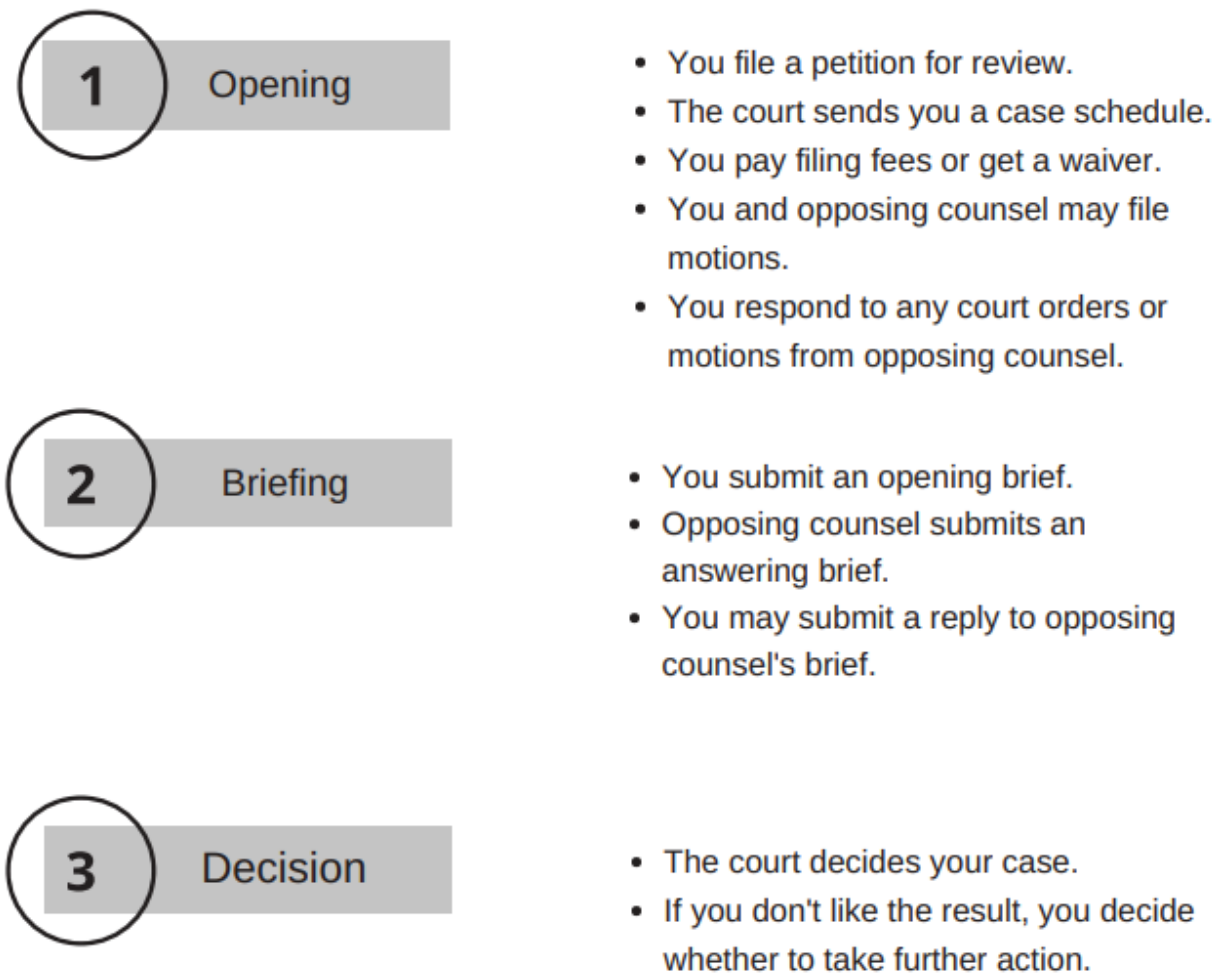 1 Opening
• You file a petition for review.
• The court sends you a case schedule.
• You pay filing fees or get a waiver.
• You and opposing counsel may file
motions.
• You respond to any court orders or
motions from opposing counsel.
2 Briefing
• You submit an opening brief.
• Opposing counsel submits an
answering brief.
• You may submit a reply to opposing
counsel's brief.
3 Decision
• The court decides your case.
• If you don't like the result, you decide
whether to take further action.